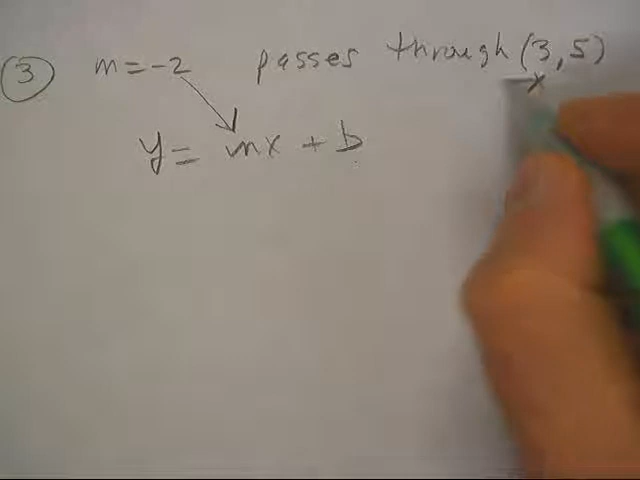 3 m = -2 passes through (3, 5)
x
y = mx + b